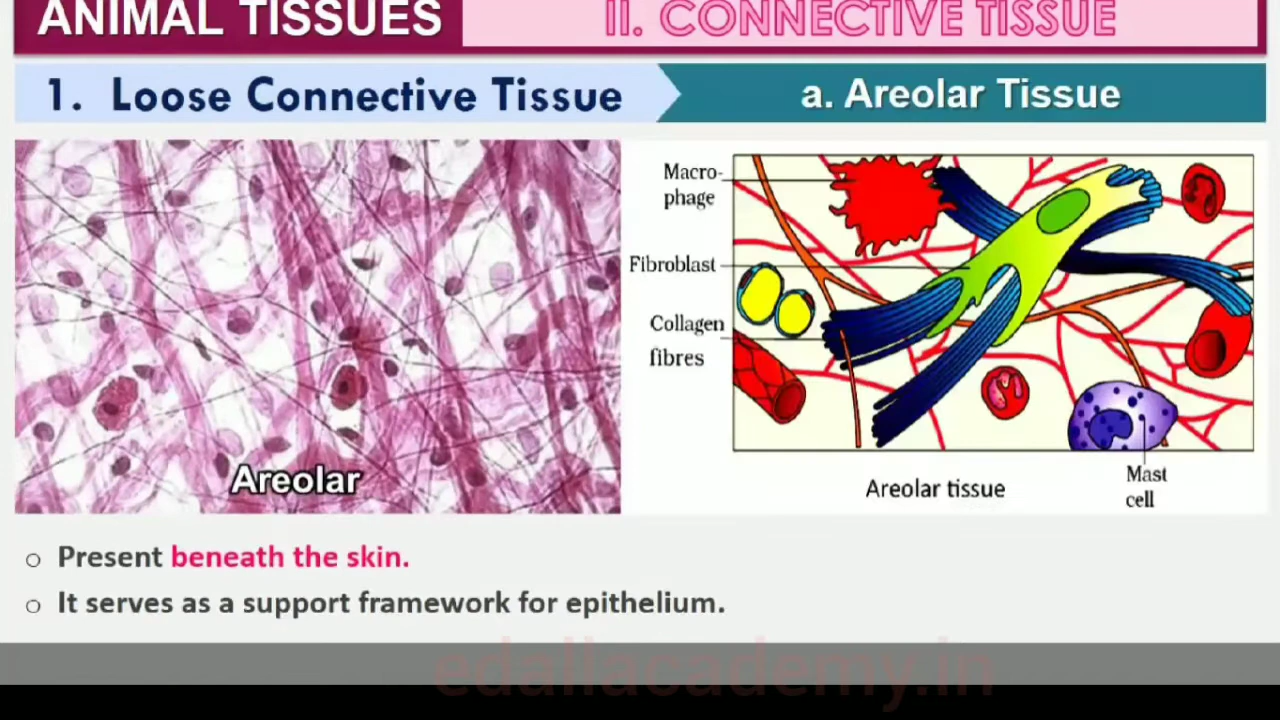 ANIMAL TISSUES
II. CONNECTIVE TISSUE
1. Loose Connective Tissue
a. Areolar Tissue
Macro-
phage
Fibroblast
Collagen
fibres
Areolar
Areolar tissue
Mast
cell
○ Present beneath the skin.
○ It serves as a support framework for epithelium.
edallacademy.in